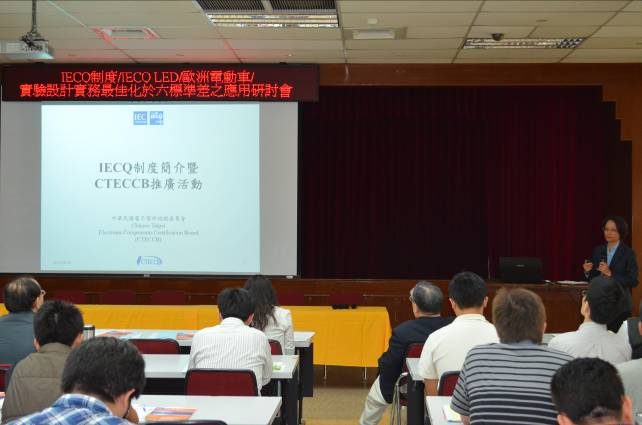 IECQ制度/IECQ LED/歐洲電動車/
實驗設計實務最佳化於六標準差之應用研討會
IEC
IECQ制度簡介暨
CTECCB推廣活動
中華民國電子零件認證委員會
Chinese Taipei
Electronic Components Certification Board
(CTECCB)
CTECCB